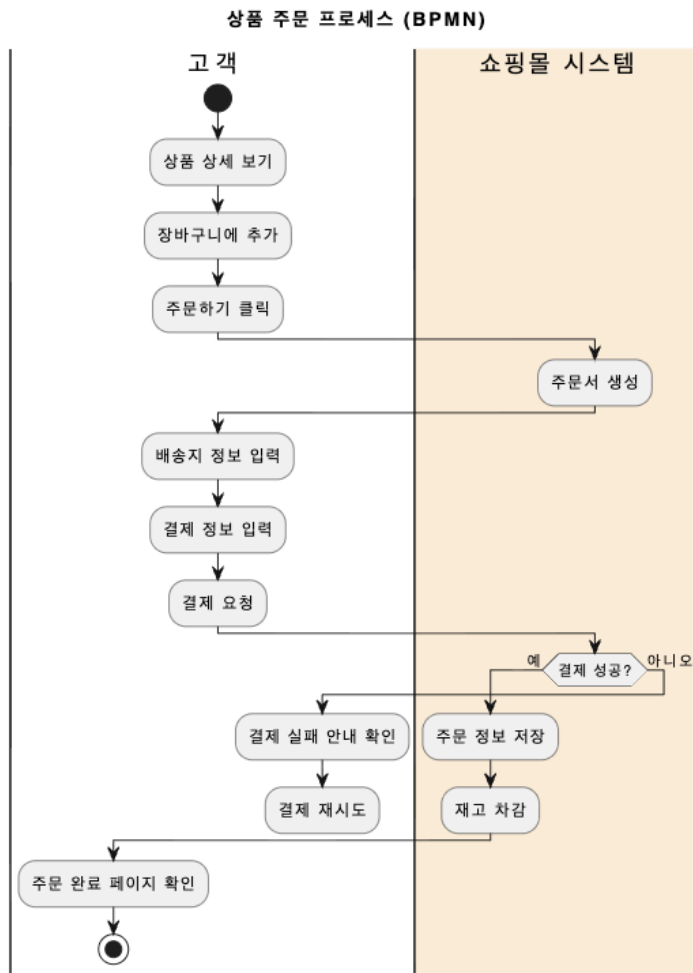 상품 주문 프로세스 (BPMN)
고객
쇼핑몰 시스템
상품 상세 보기
장바구니에 추가
주문하기 클릭
주문서 생성
배송지 정보 입력
결제 정보 입력
결제 요청
예
결제 성공?
아니오
결제 실패 안내 확인
주문 정보 저장
결제 재시도
재고 차감
주문 완료 페이지 확인